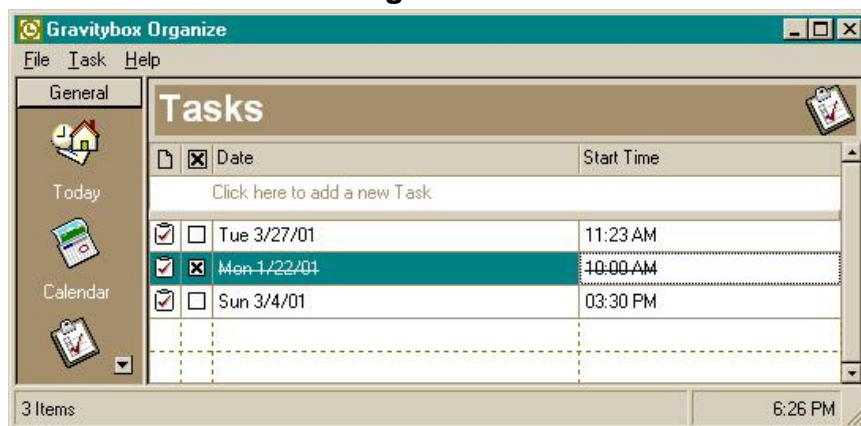 Gravitybox Organize
File Task Help
General
Tasks
Date Start Time
Today
Click here to add a new Task
Tue 3/27/01 11:23 AM
Mon 1/22/01 10:00 AM
Calendar
Sun 3/4/01 03:30 PM
3 Items 6:26 PM